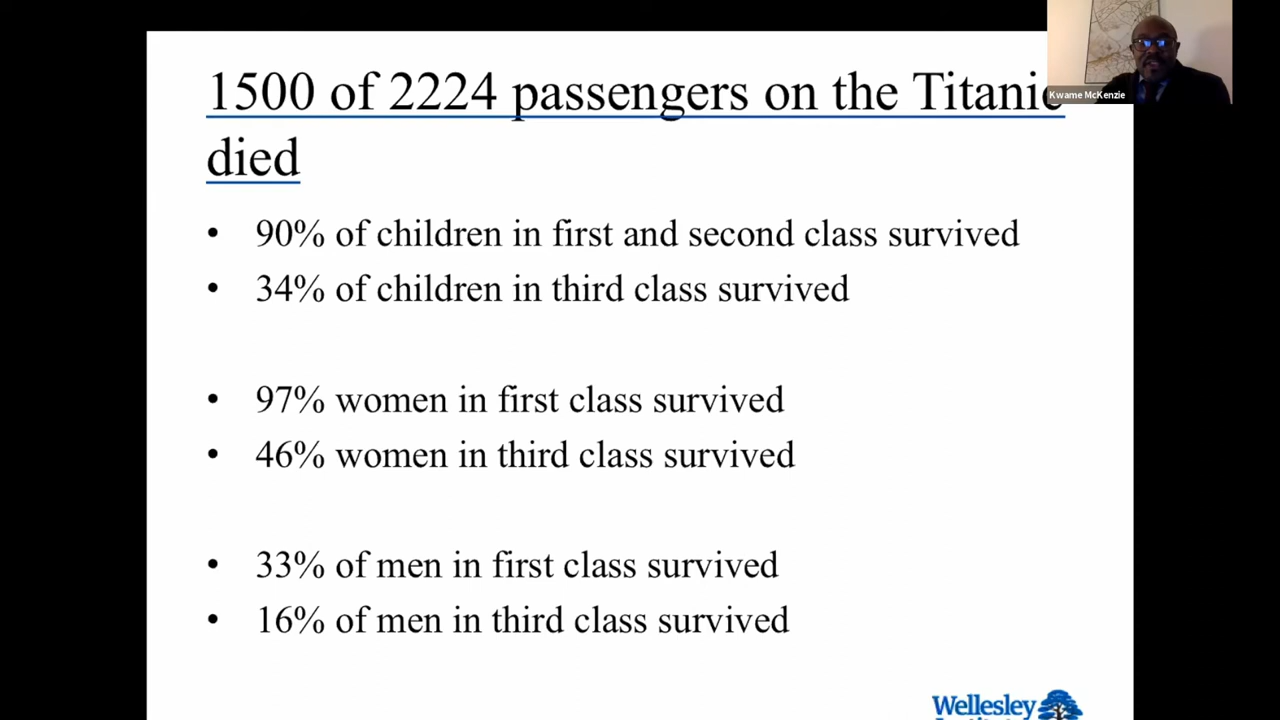 1500 of 2224 passengers on the Titanic
died
• 90% of children in first and second class survived
• 34% of children in third class survived
• 97% women in first class survived
• 46% women in third class survived
• 33% of men in first class survived
• 16% of men in third class survived
Kwame McKenzie
Wellesley